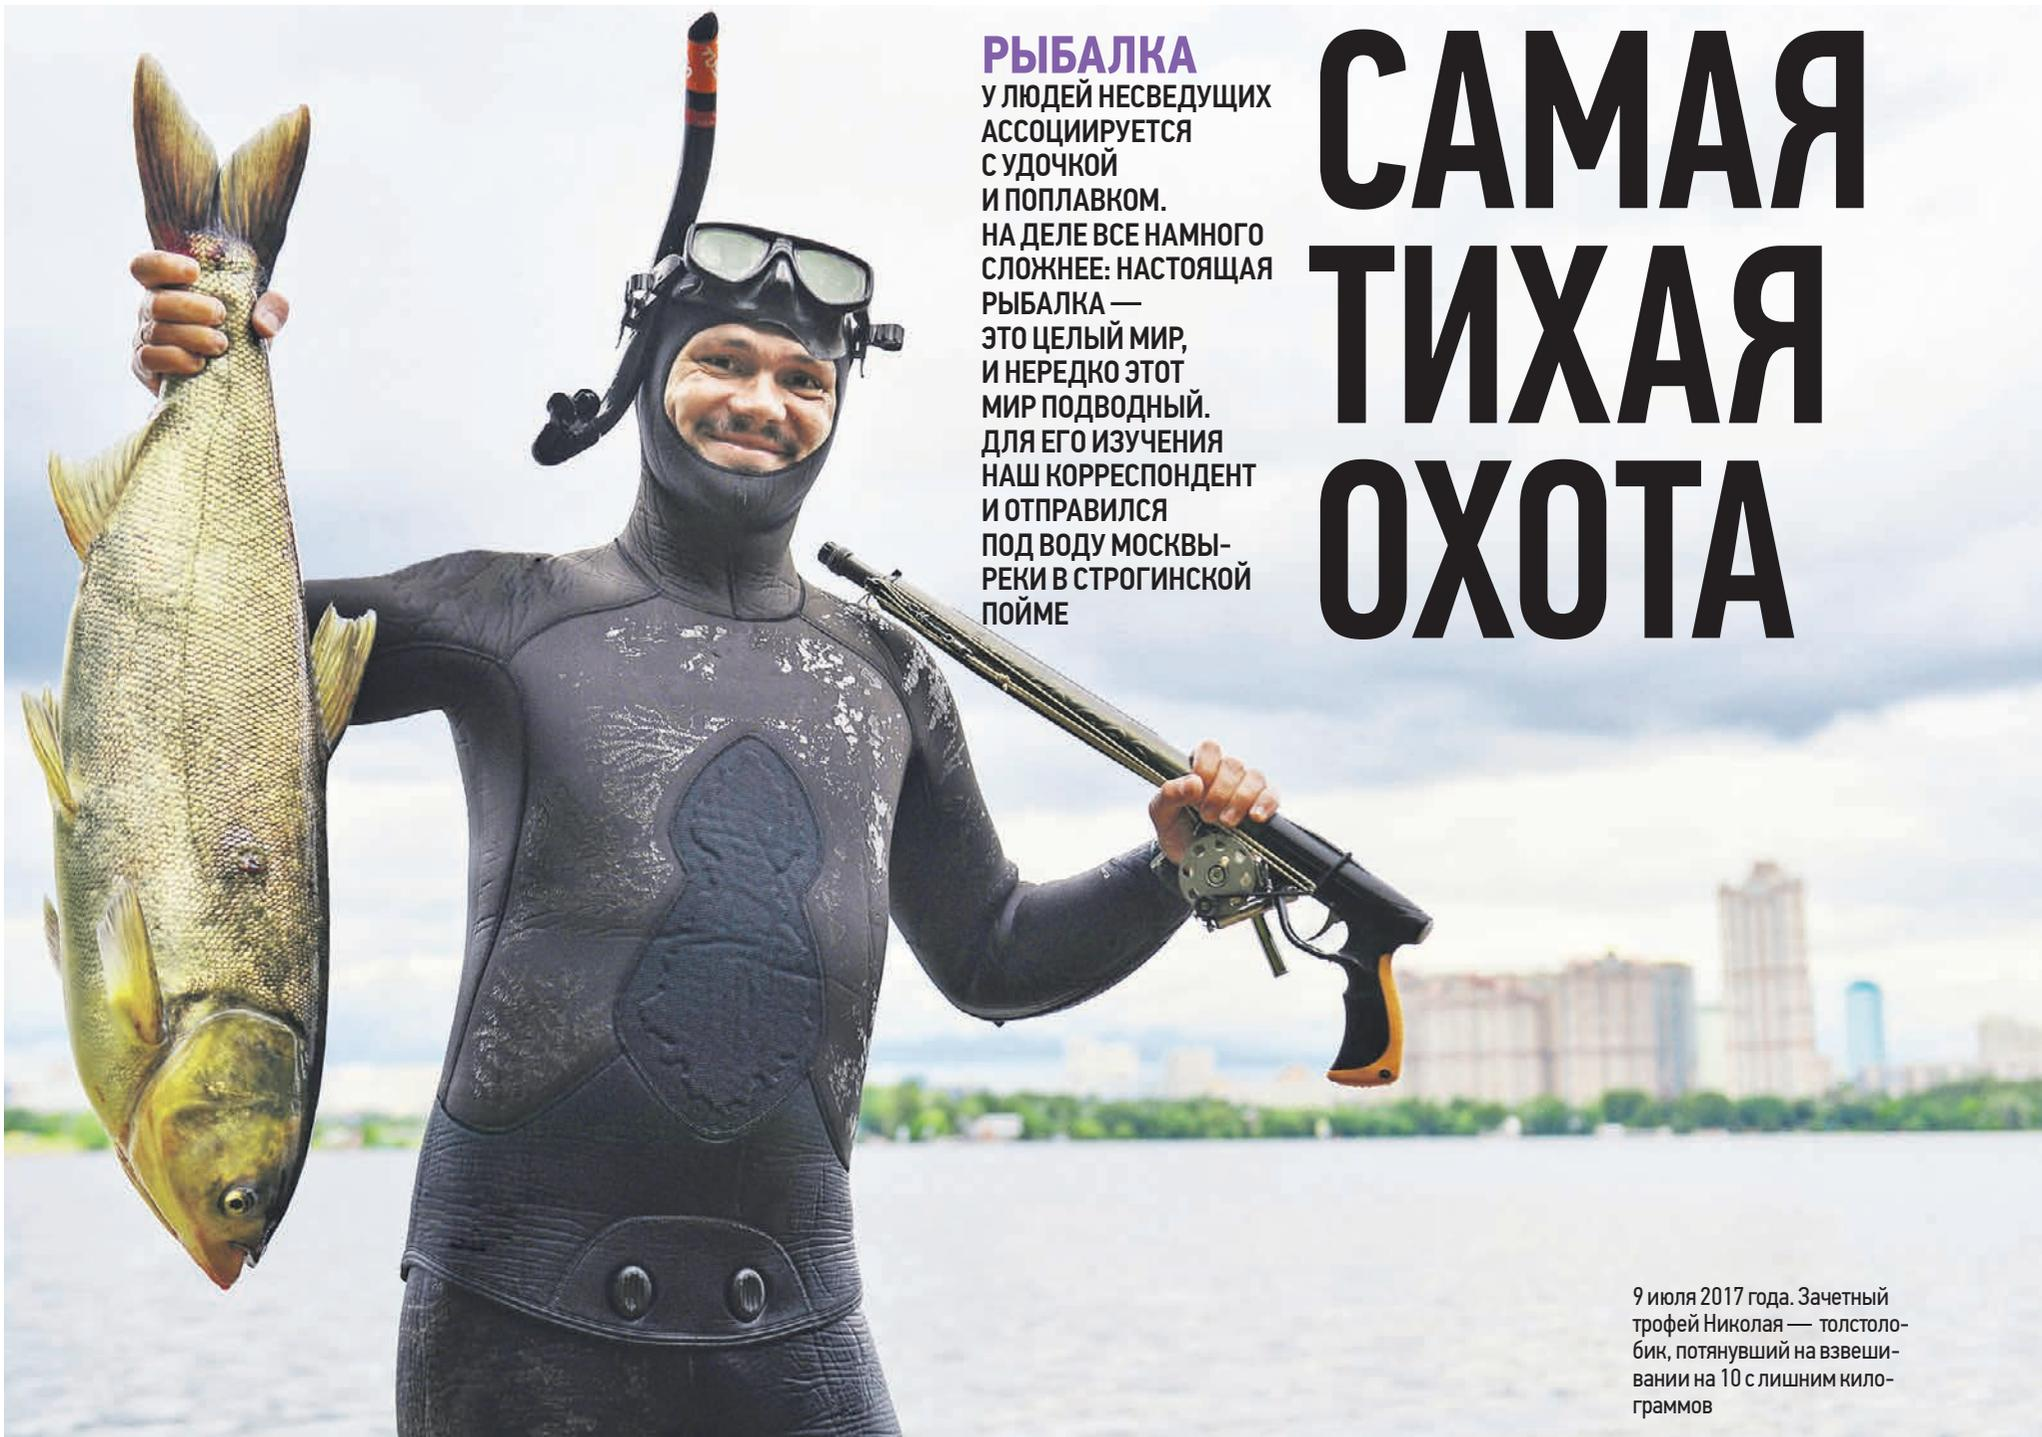 РЫБАЛКА
У ЛЮДЕЙ НЕСВЕДУЩИХ
АССОЦИИРУЕТСЯ
С УДОЧКОЙ
И ПОПЛАВКОМ.
НА ДЕЛЕ ВСЕ НАМНОГО
СЛОЖНЕЕ: НАСТОЯЩАЯ
РЫБАЛКА —
ЭТО ЦЕЛЫЙ МИР,
И НЕРЕДКО ЭТОТ
МИР ПОДВОДНЫЙ.
ДЛЯ ЕГО ИЗУЧЕНИЯ
НАШ КОРРЕСПОНДЕНТ
И ОТПРАВИЛСЯ
ПОД ВОДУ МОСКВЫ-
РЕКИ В СТРОГИНСКОЙ
ПОЙМЕ
САМАЯ
ТИХАЯ
ОХОТА
9 июля 2017 года. Зачетный
трофей Николая — толстоло-
бик, потянувший на взвеши-
вании на 10 с лишним кило-
граммов